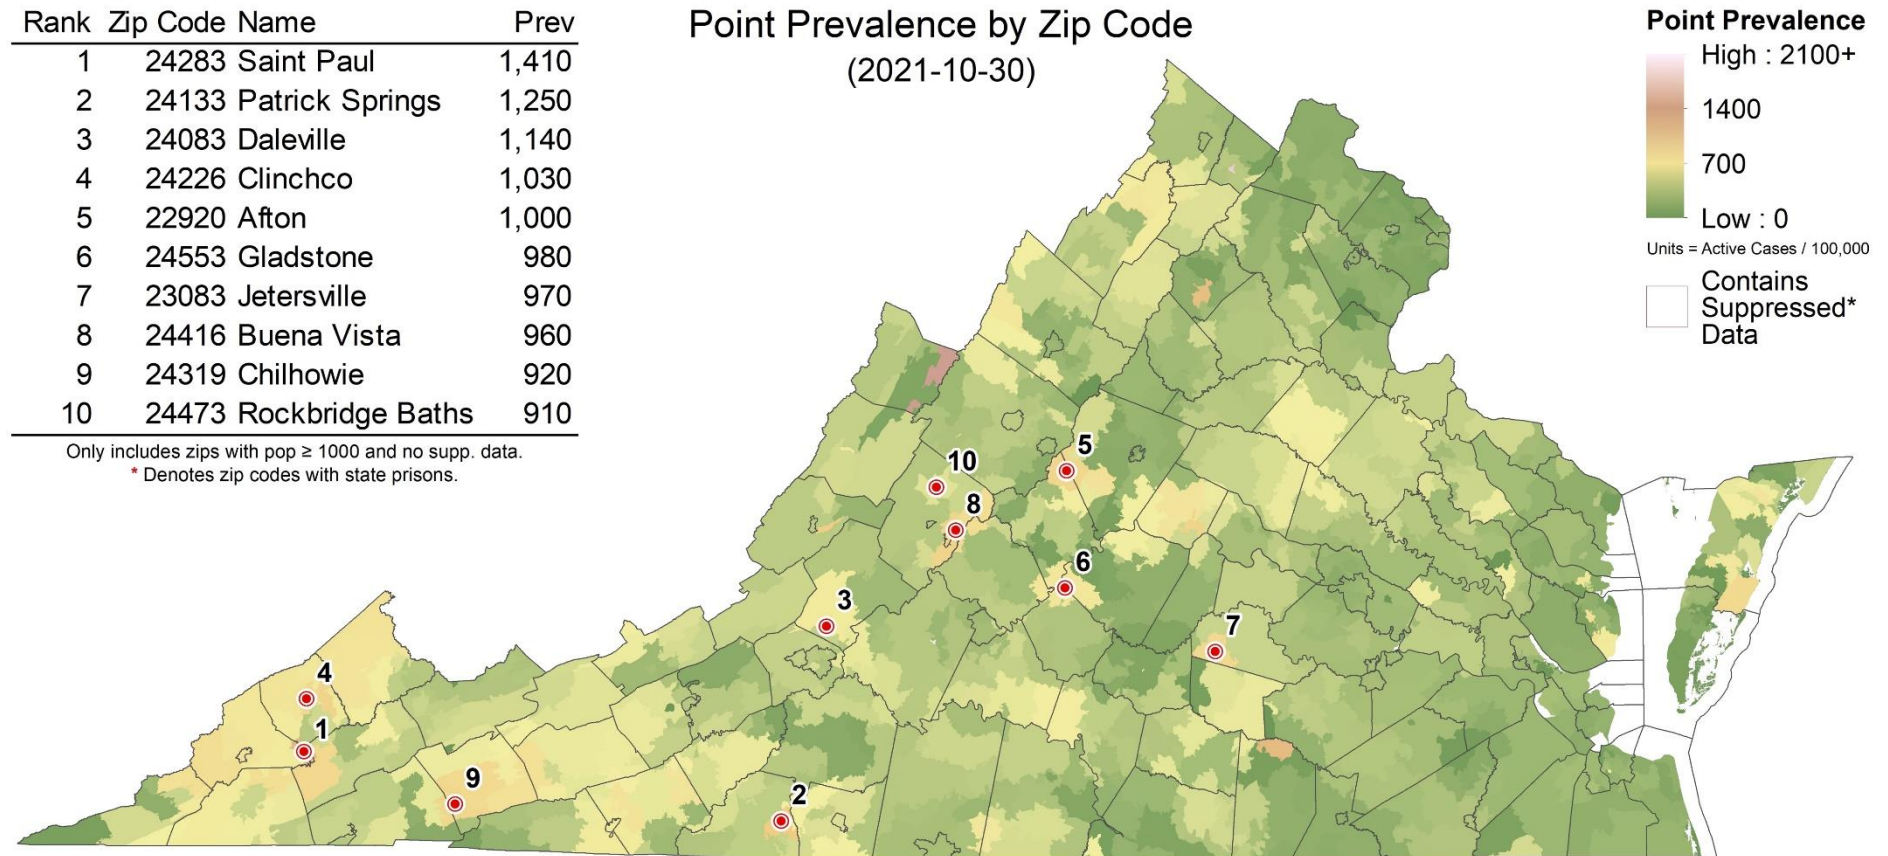 Point Prevalence by Zip Code
(2021-10-30)
Rank Zip Code Name Prev
1 24283 Saint Paul 1,410
2 24133 Patrick Springs 1,250
3 24083 Daleville 1,140
4 24226 Clinchco 1,030
5 22920 Afton 1,000
6 24553 Gladstone 980
7 23083 Jetersville 970
8 24416 Buena Vista 960
9 24319 Chilhowie 920
10 24473 Rockbridge Baths 910
Only includes zips with pop ≥ 1000 and no supp. data.
* Denotes zip codes with state prisons.
Point Prevalence
High : 2100+
1400
700
Low : 0
Units = Active Cases / 100,000
Contains
Suppressed*
Data
5
10
8
6
3
7
4
1
9
2